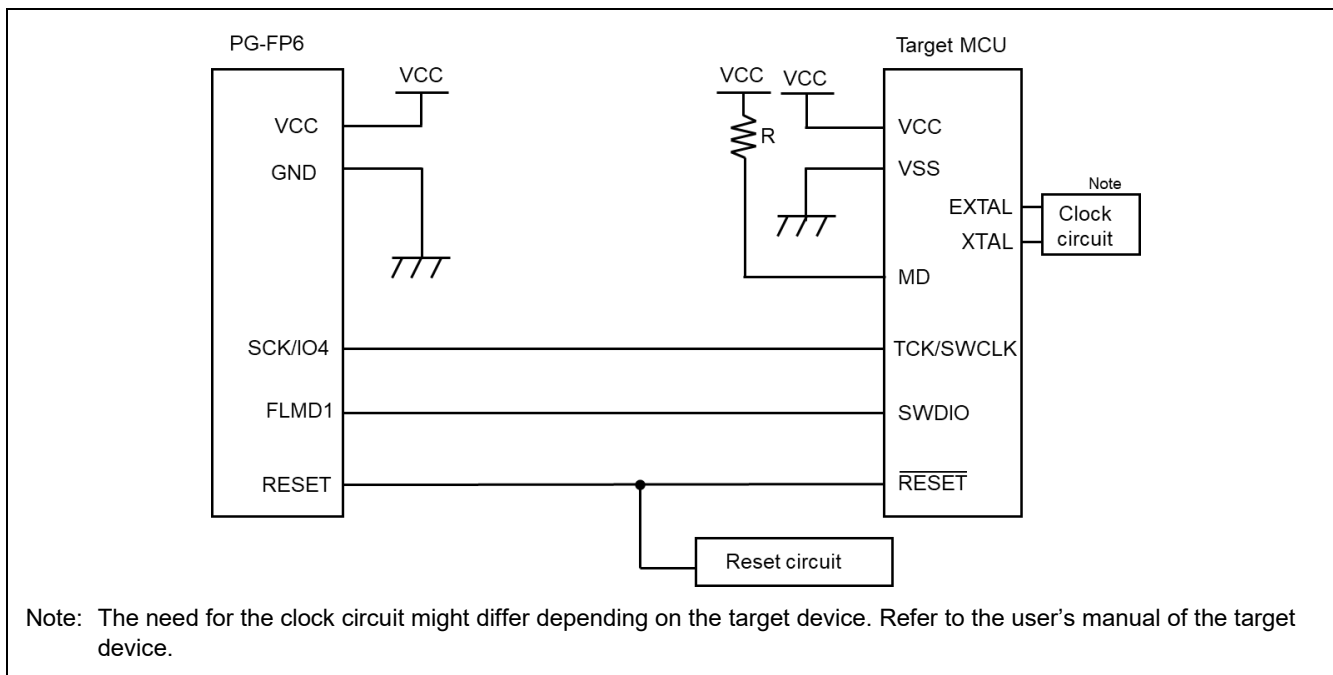 PG-FP6
Target MCU
VCC
VCC
VCC
VCC
R
VCC
GND
VSS
Note
EXTAL
Clock
circuit
XTAL
MD
SCK/IO4
TCK/SWCLK
FLMD1
SWDIO
RESET
RESET
Reset circuit
Note: The need for the clock circuit might differ depending on the target device. Refer to the user’s manual of the target
device.